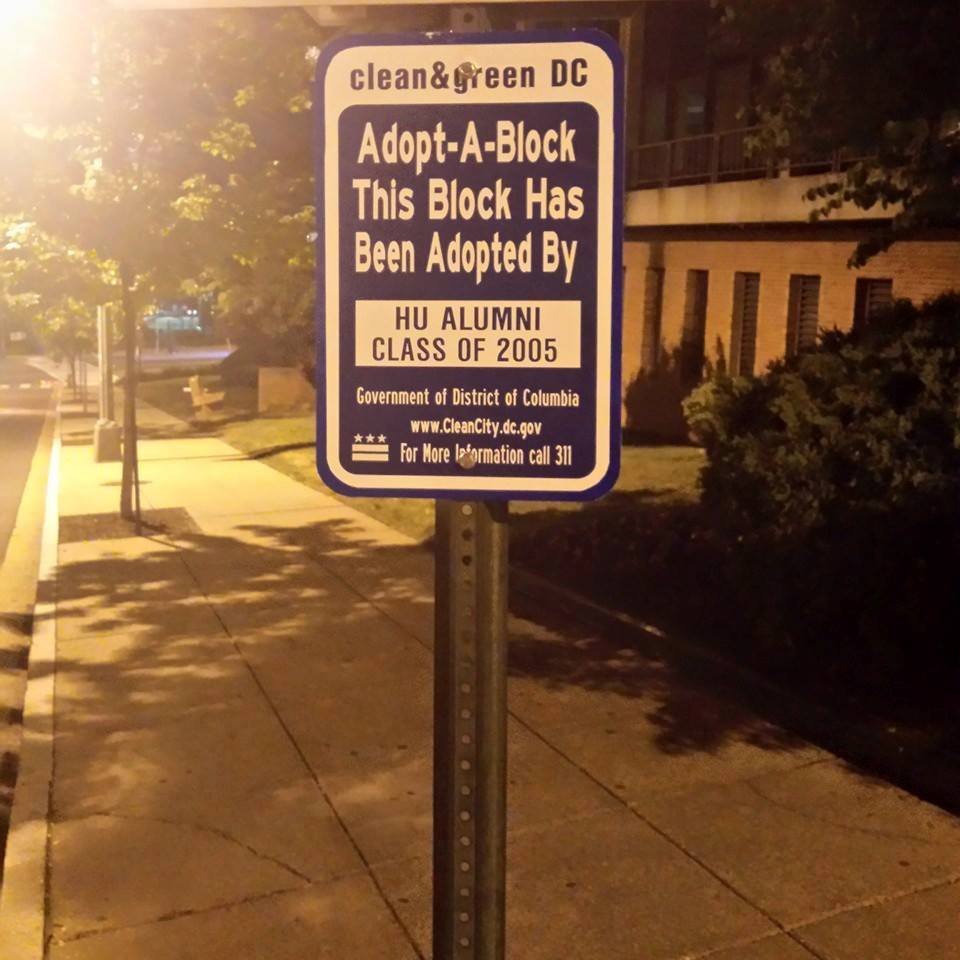 clean&green DC
Adopt-A-Block
This Block Has
Been Adopted By
HU ALUMNI
CLASS OF 2005
Government of District of Columbia
www.CleanCity.dc.gov
For More Information call 311